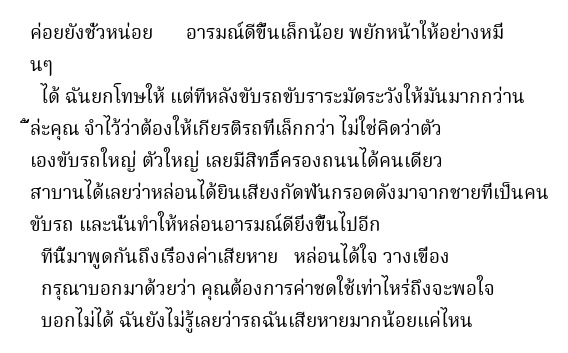 ค่อยยังชั่วหน่อย อารมณ์ดีขึ้นเล็กน้อย พยักหน้าให้อย่างหมี
นๆ
ได้ ฉันยกโทษให้ แต่ทีหลังขับรถขับราระมัดระวังให้มันมากกว่าน
ี้ล่ะคุณ จำไว้ว่าต้องให้เกียรติรถที่เล็กกว่า ไม่ใช่คิดว่าตัว
เองขับรถใหญ่ ตัวใหญ่ เลยมีสิทธิ์ครองถนนได้คนเดียว
สาบานได้เลยว่าหล่อนได้ยินเสียงกัดฟันกรอดดังมาจากชายที่เป็นคน
ขับรถ และนั่นทำให้หล่อนอารมณ์ดียิ่งขึ้นไปอีก
ทีนี้มาพูดกันถึงเรื่องค่าเสียหาย หล่อนได้ใจ วางเขื่อง
กรุณาบอกมาด้วยว่า คุณต้องการค่าชดใช้เท่าไหร่ถึงจะพอใจ
บอกไม่ได้ ฉันยังไม่รู้เลยว่ารถฉันเสียหายมากน้อยแค่ไหน